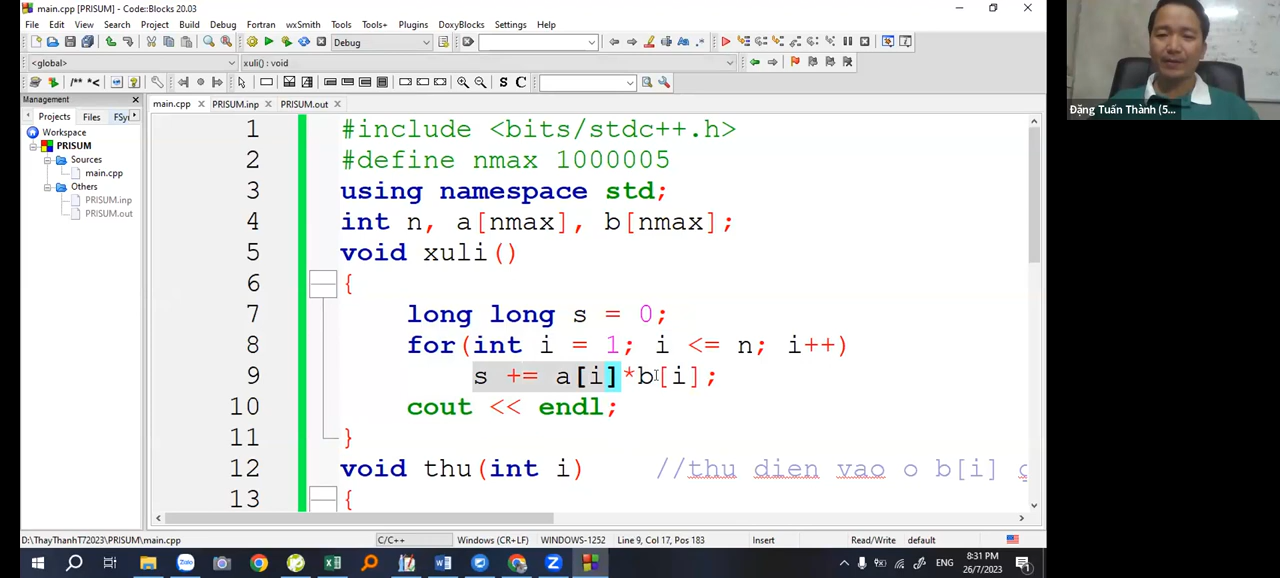 main.cpp [PRISUM] - Code::Blocks 20.03
File Edit View Search Project Build Debug Fortran wxSmith Tools Tools+ Plugins DoxyBlocks Settings Help
Debug
<global> xuli() : void
/** *<
S C
Management
Projects Files FSy
Workspace
PRISUM
Sources
main.cpp
Others
PRISUM.inp
PRISUM.out
main.cpp PRISUM.inp PRISUM.out
1 #include <bits/stdc++.h>
2 #define nmax 1000005
3 using namespace std;
4 int n, a[nmax], b[nmax];
5 void xuli()
6 {
7 long long s = 0;
8 for(int i = 1; i <= n; i++)
9 s += a[i]*b[i];
10 cout << endl;
11 }
12 void thu(int i) //thu dien vao o b[i] g
13 {
D:\ThayThanhT72023\PRISUM\main.cpp C/C++ Windows (CR+LF) WINDOWS-1252 Line 9, Col 17, Pos 183 Insert Read/Write default
ENG
8:31 PM
26/7/2023
1
Đặng Tuấn Thành (5...